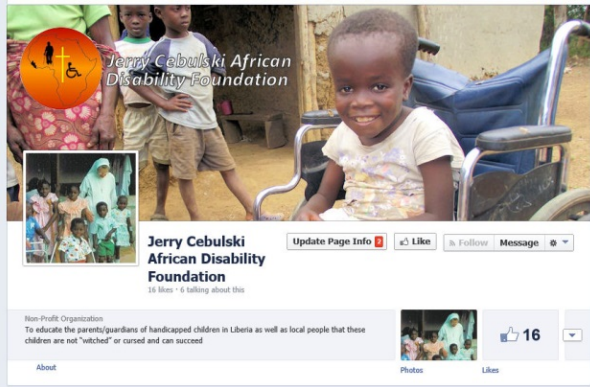 Jerry Cebulski African
Disability Foundation
Jerry Cebulski
African Disability
Foundation
16 likes · 6 talking about this
Update Page Info 2
Like
Follow
Message
Non-Profit Organization
To educate the parents/guardians of handicapped children in Liberia as well as local people that these
children are not "witched" or cursed and can succeed
16
About
Photos
Likes